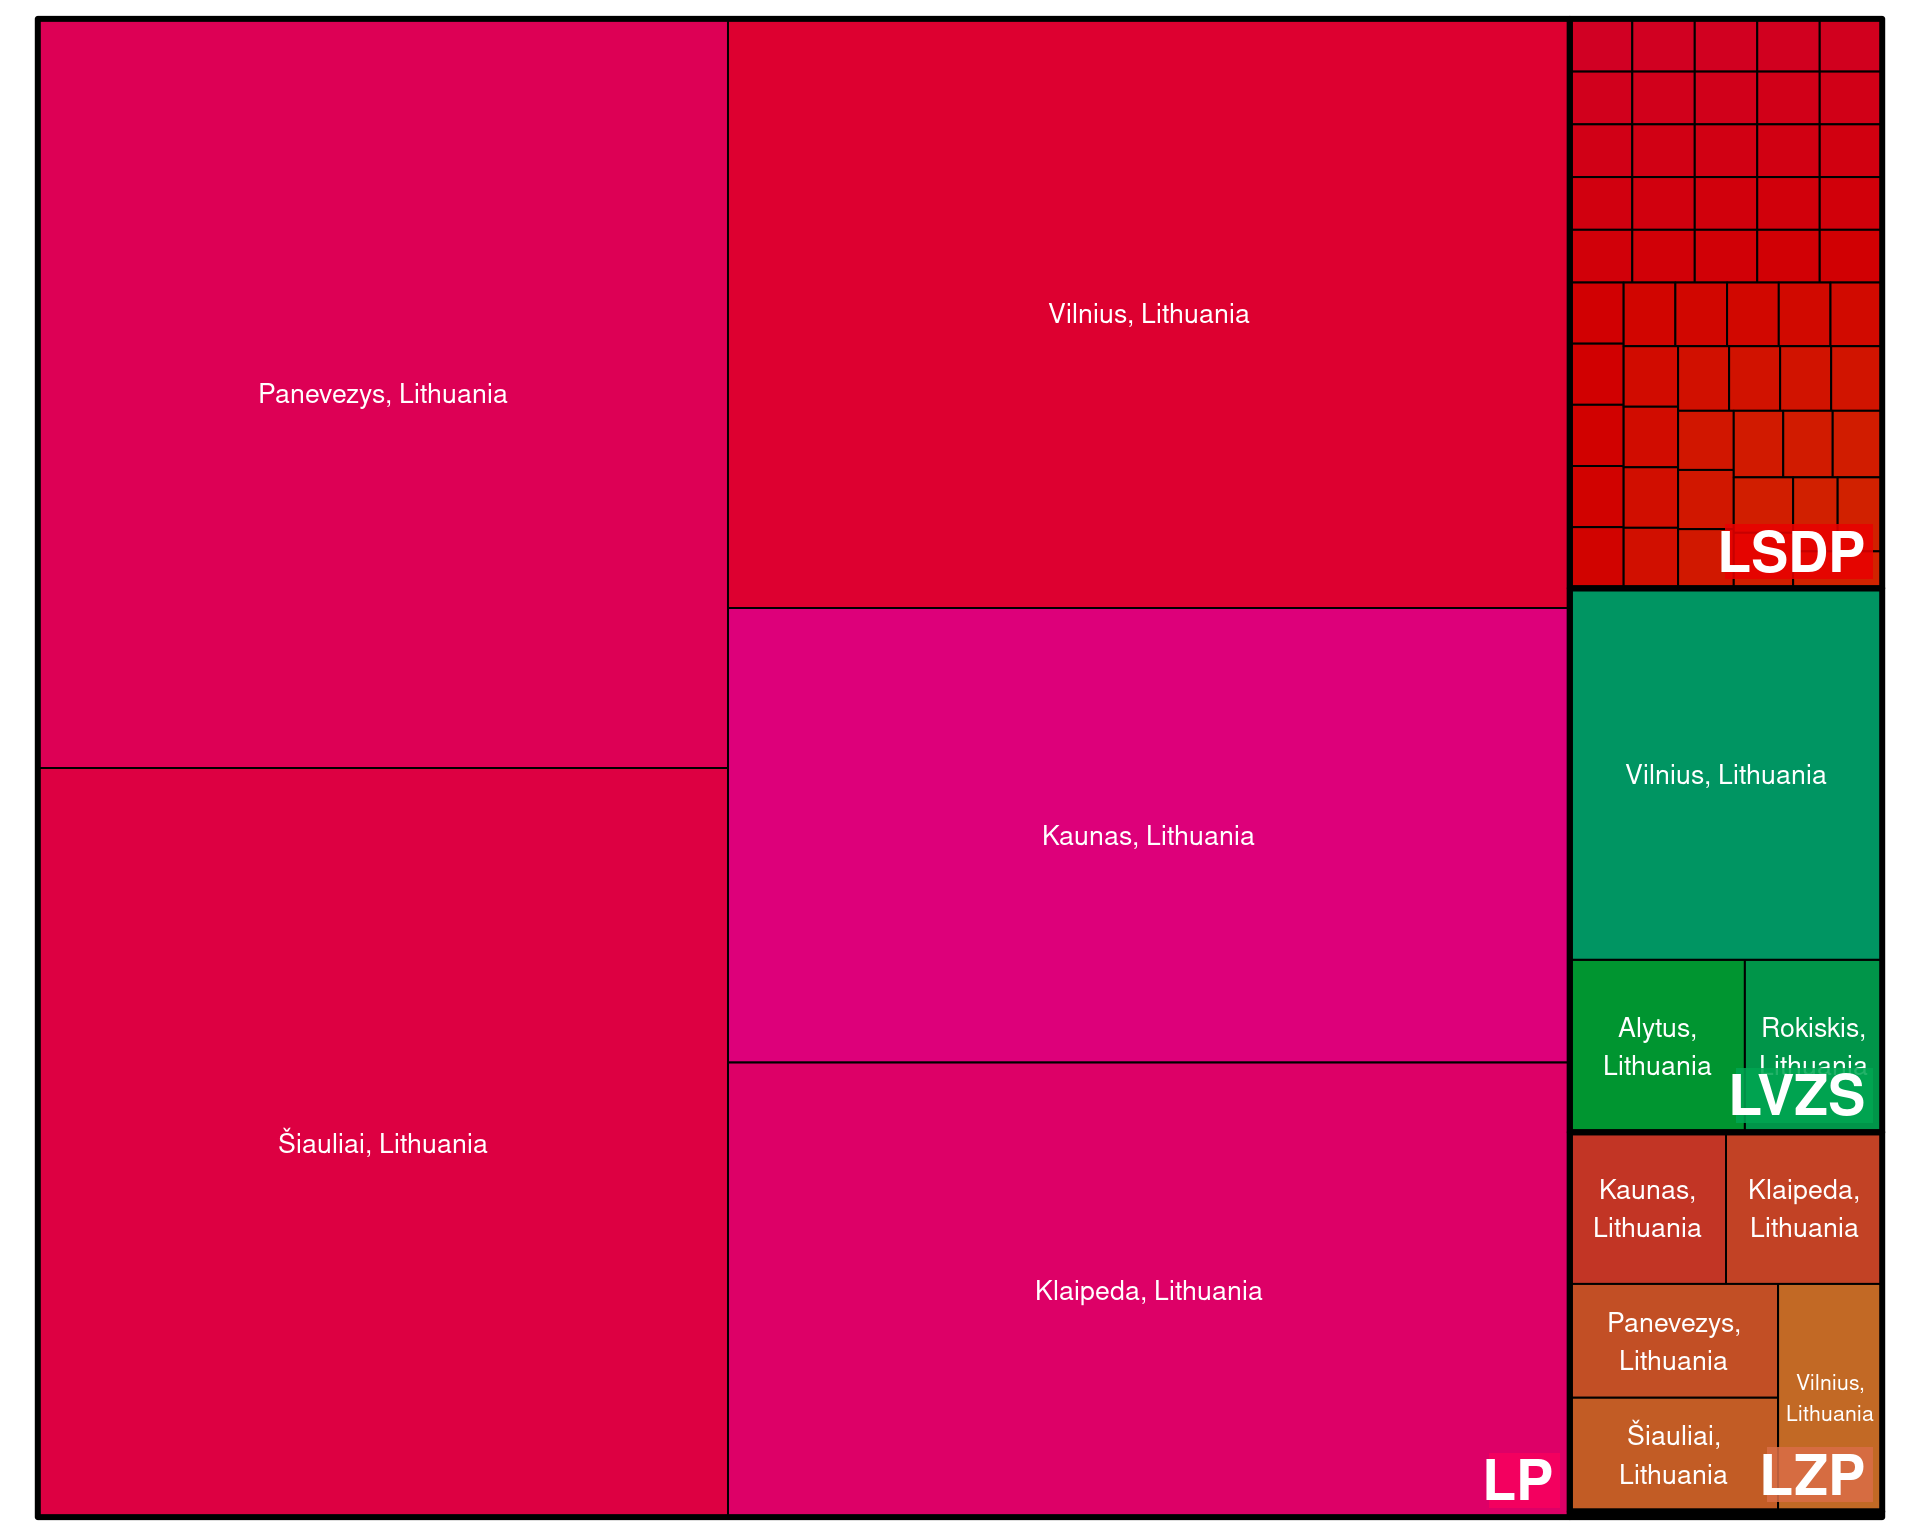 Panevezys, Lithuania
Šiauliai, Lithuania
Vilnius, Lithuania
Kaunas, Lithuania
Klaipeda, Lithuania
LP
LSDP
Vilnius, Lithuania
Alytus,
Lithuania
Rokiskis,
Lithuania
LVZS
Kaunas,
Lithuania
Klaipeda,
Lithuania
Panevezys,
Lithuania
Šiauliai,
Lithuania
Vilnius,
Lithuania
LZP